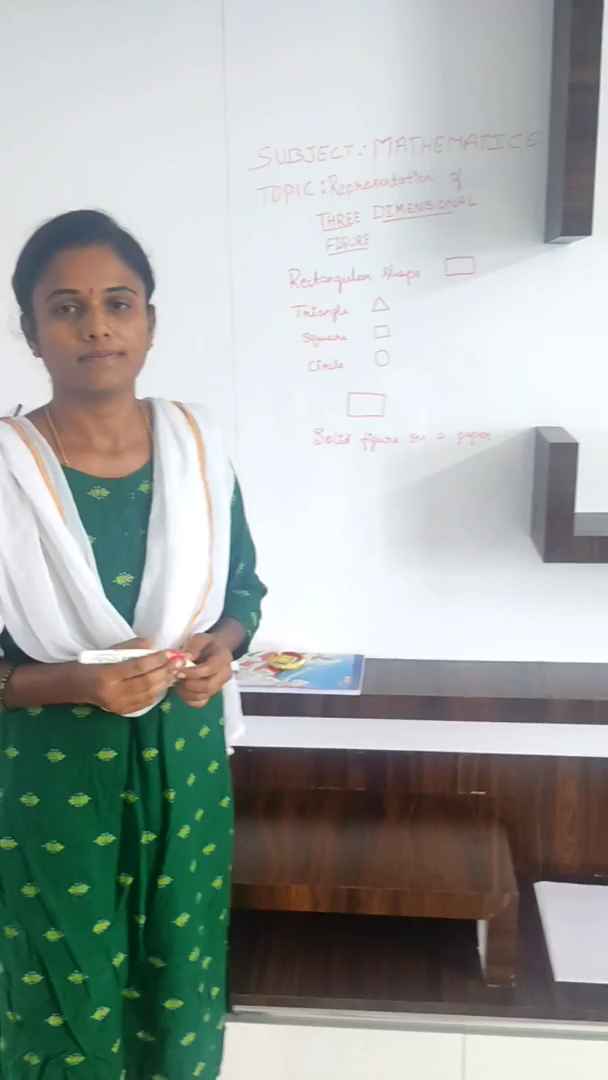 SUBJECT: MATHEMATICS
TOPIC: Representation of
THREE DIMENSIONAL
FIGURE
Rectangular shape
Triangle
Square
Circle
Solid figure on a paper